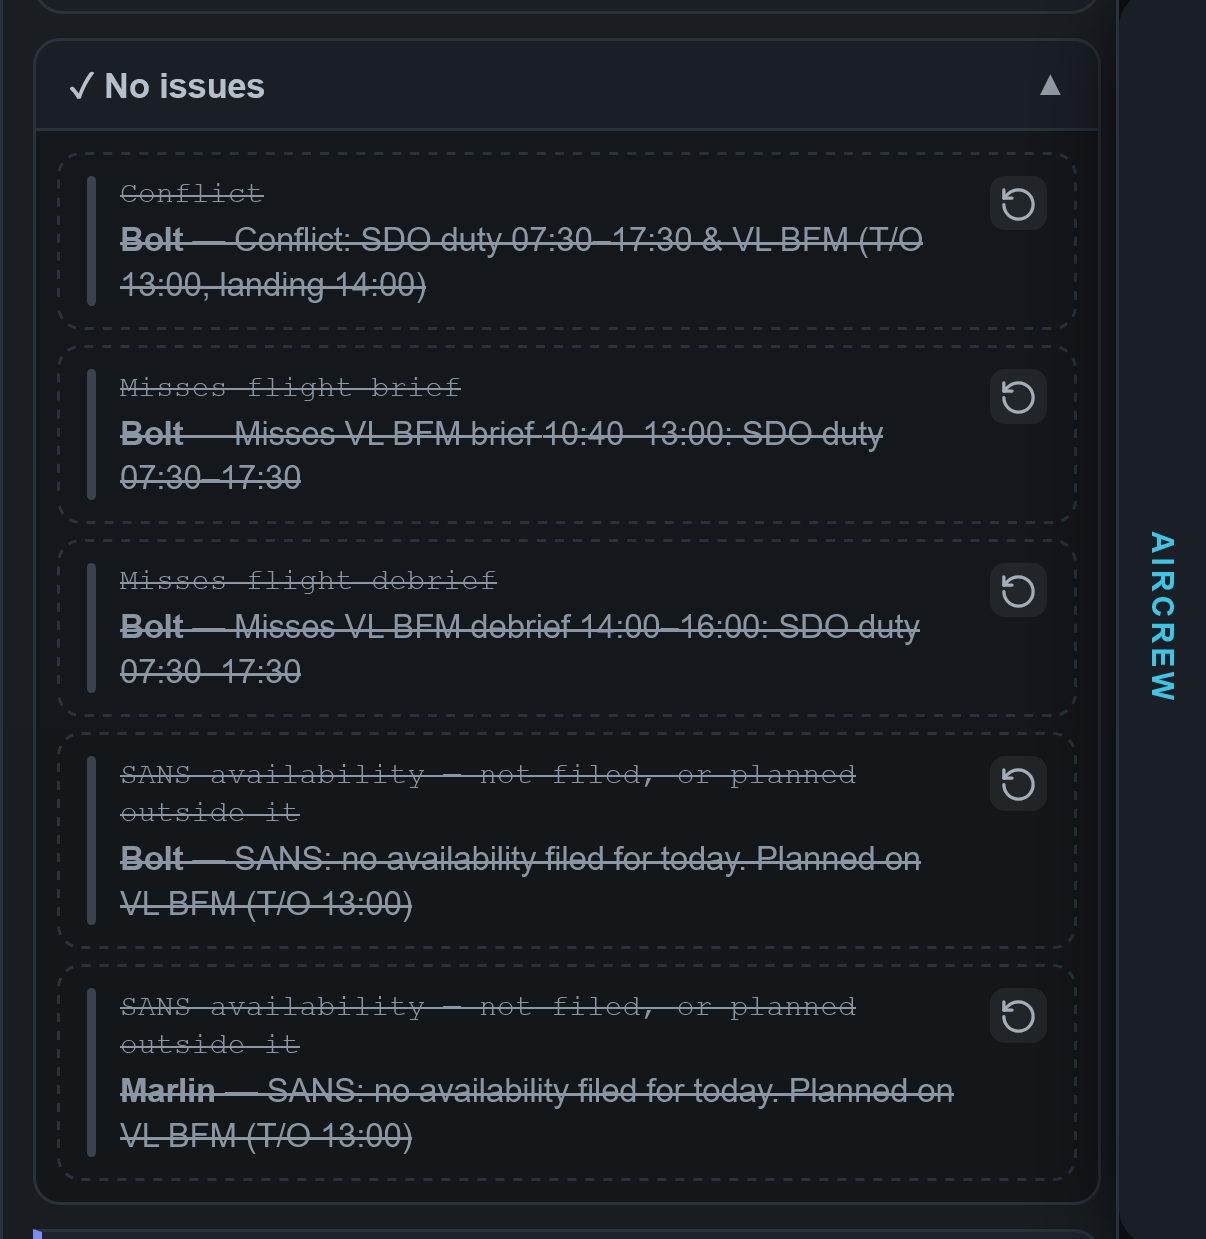 ✓ No issues
▲
Conflict
Bolt — Conflict: SDO duty 07:30–17:30 & VL BFM (T/O
13:00, landing 14:00)
Misses flight brief
Bolt — Misses VL BFM brief 10:40–13:00: SDO duty
07:30–17:30
Misses flight debrief
Bolt — Misses VL BFM debrief 14:00–16:00: SDO duty
07:30–17:30
SANS availability — not filed, or planned
outside it
Bolt — SANS: no availability filed for today. Planned on
VL BFM (T/O 13:00)
SANS availability — not filed, or planned
outside it
Marlin — SANS: no availability filed for today. Planned on
VL BFM (T/O 13:00)
AIRCREW